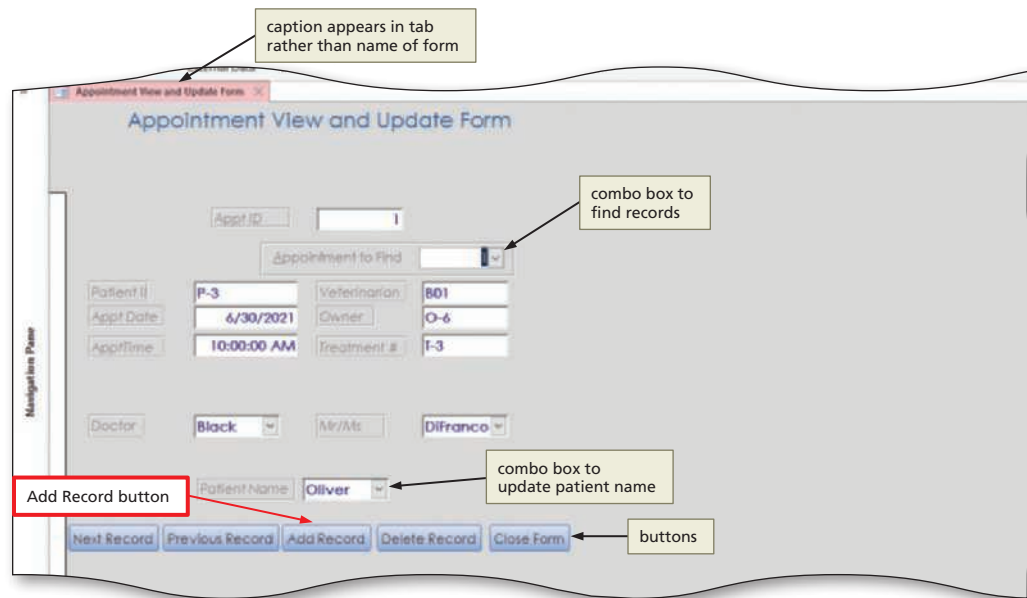 caption appears in tab
rather than name of form
Appointment View and Update Form
Appointment View and Update Form
combo box to
find records
Appt ID 1
Appointment to Find 1
Patient II P-3 Veterinarian B01
Appt Date 6/30/2021 Owner O-6
ApptTime 10:00:00 AM Treatment # T-3
Navigation Pane
Doctor Black Mr/Ms DiFranco
combo box to
update patient name
Add Record button
Patient Name Oliver
Next Record Previous Record Add Record Delete Record Close Form
buttons